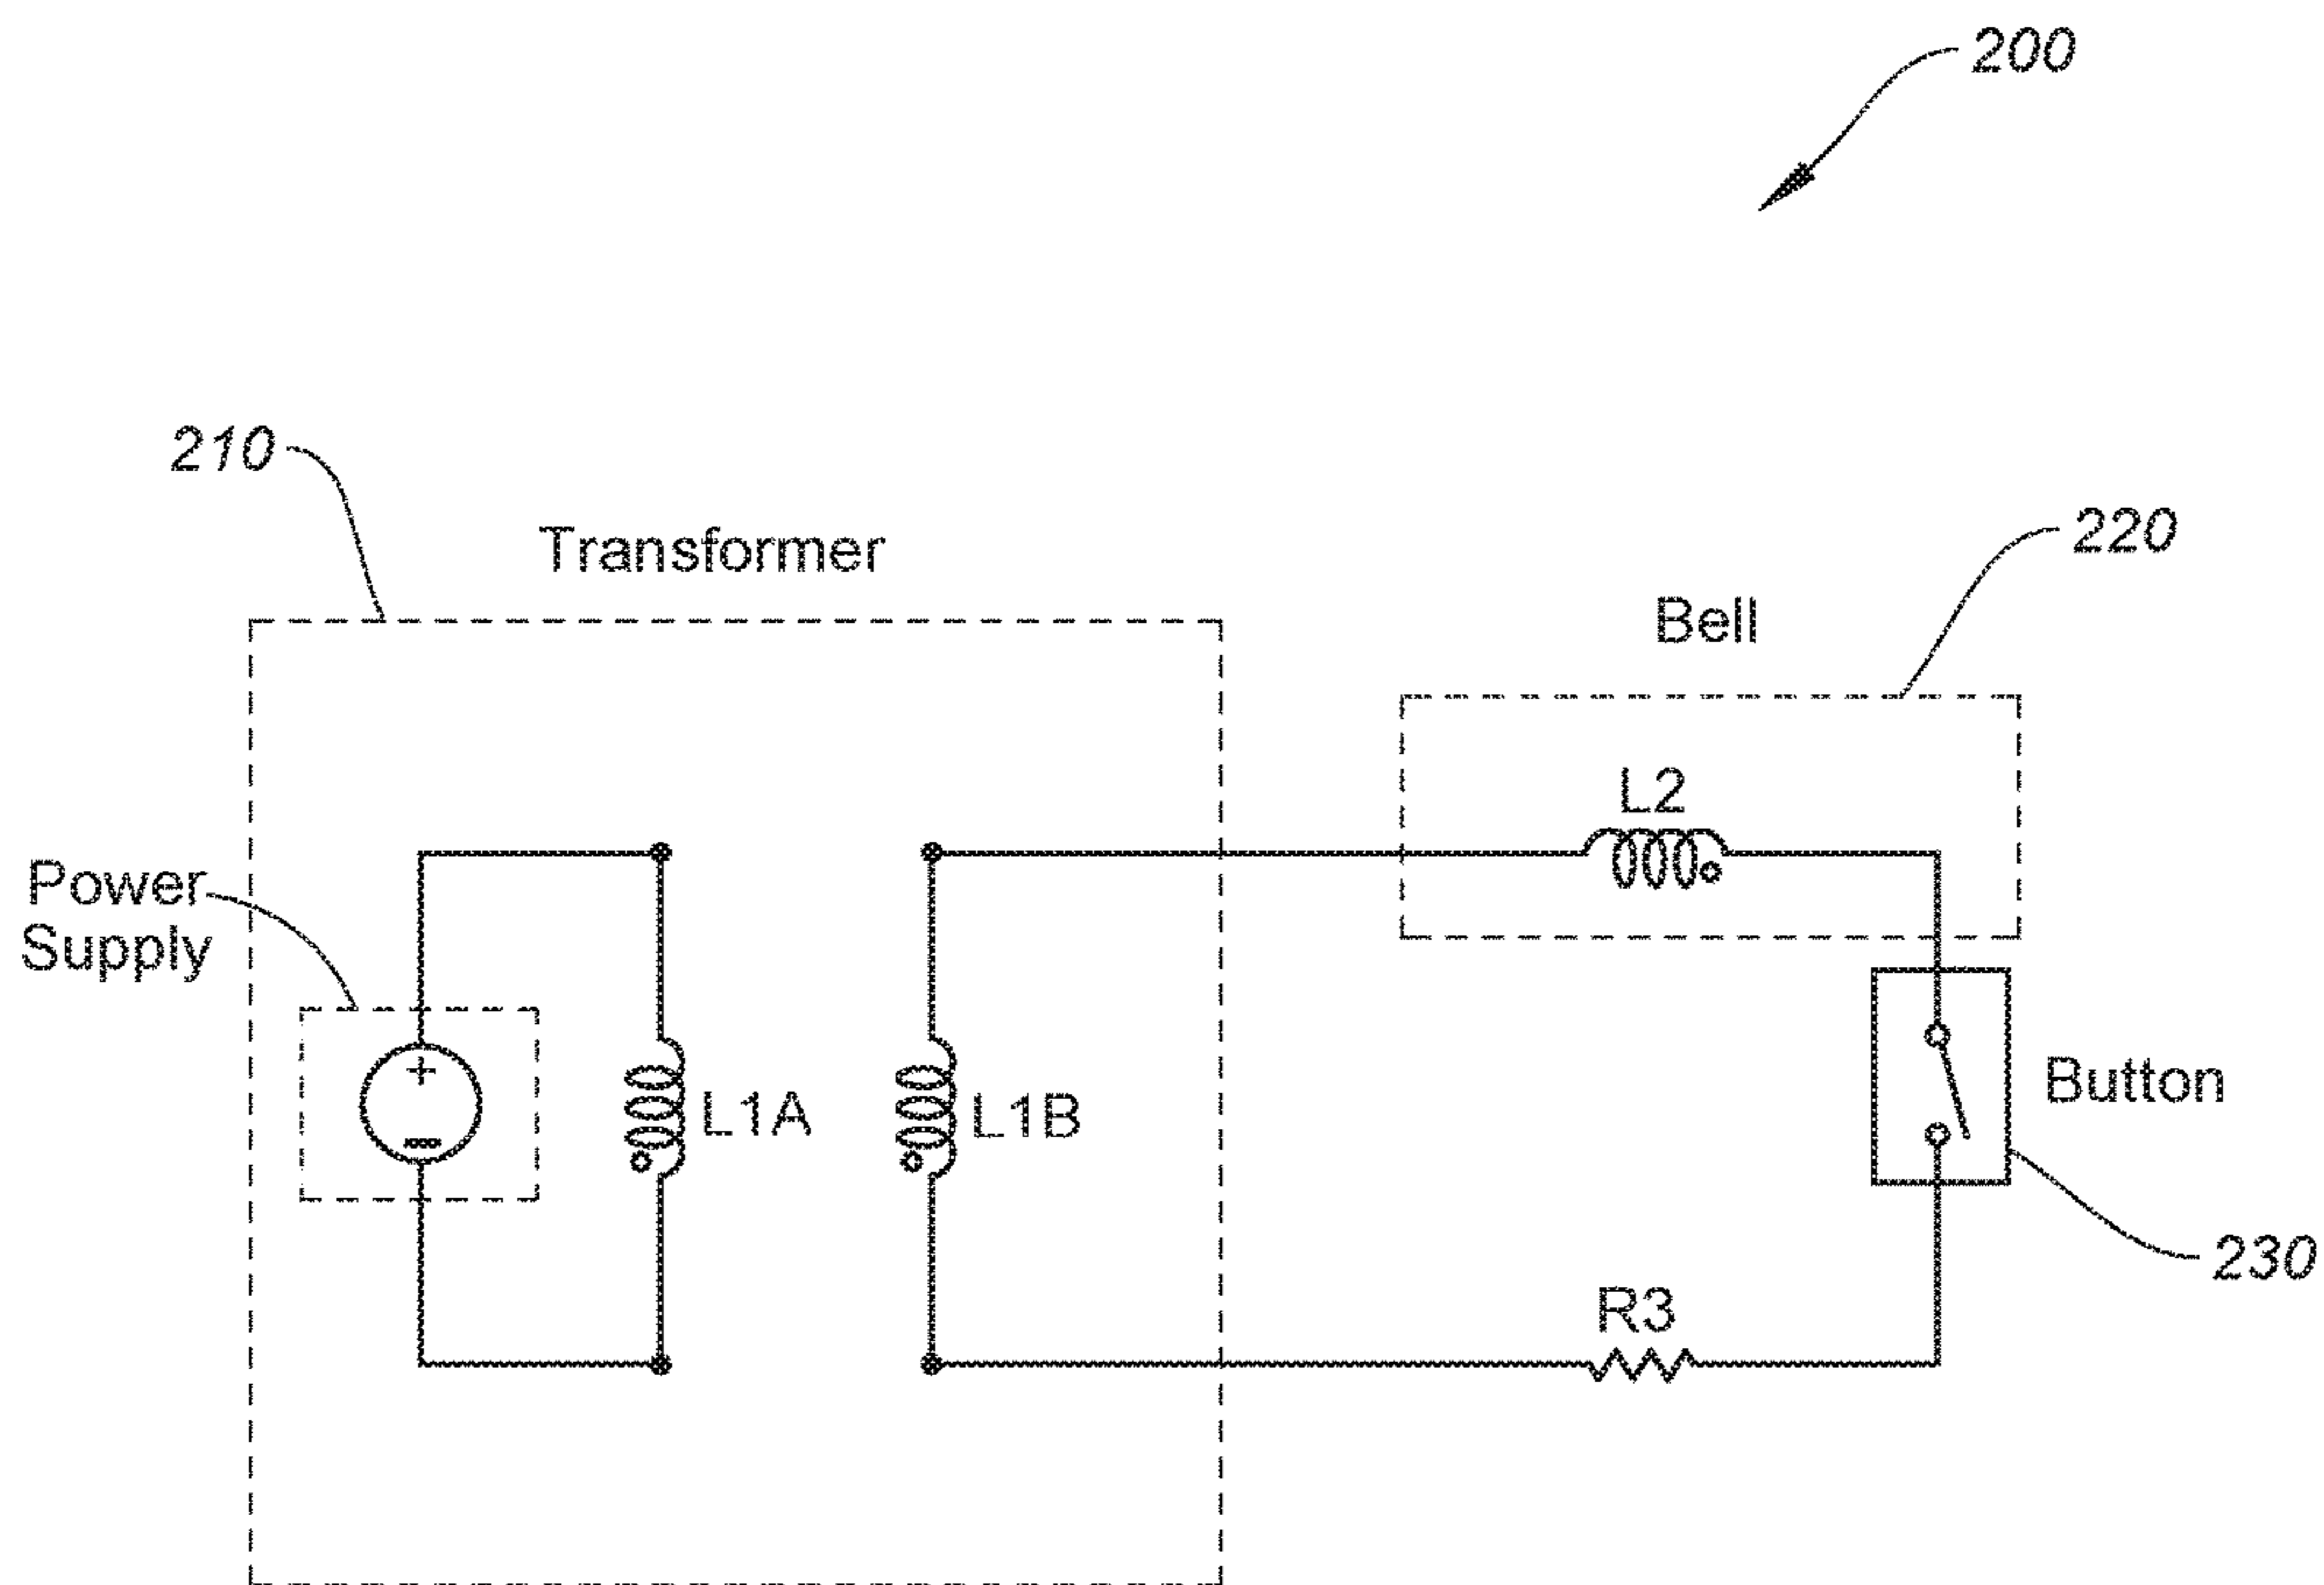 200
210
Transformer
220
Bell
L2
Power
Supply
+
−
L1A
L1B
Button
230
R3